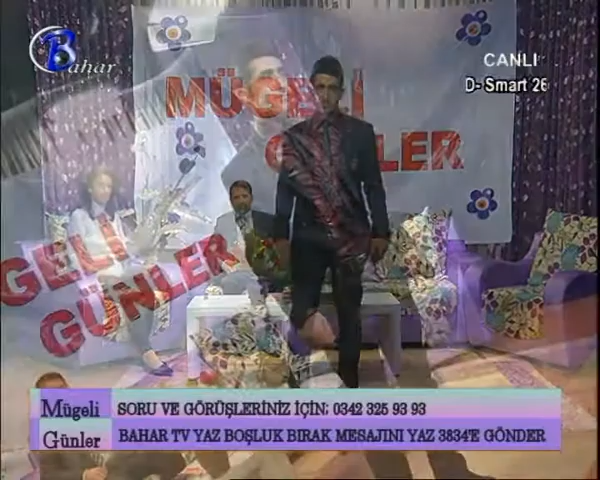 Bahar
CANLI
D-Smart 26
MÜGELİ
GÜNLER
GELİ
GÜNLER
Mügeli
Günler
SORU VE GÖRÜŞLERİNİZ İÇİN; 0342 325 93 93
BAHAR TV YAZ BOŞLUK BIRAK MESAJINI YAZ 3834'E GÖNDER